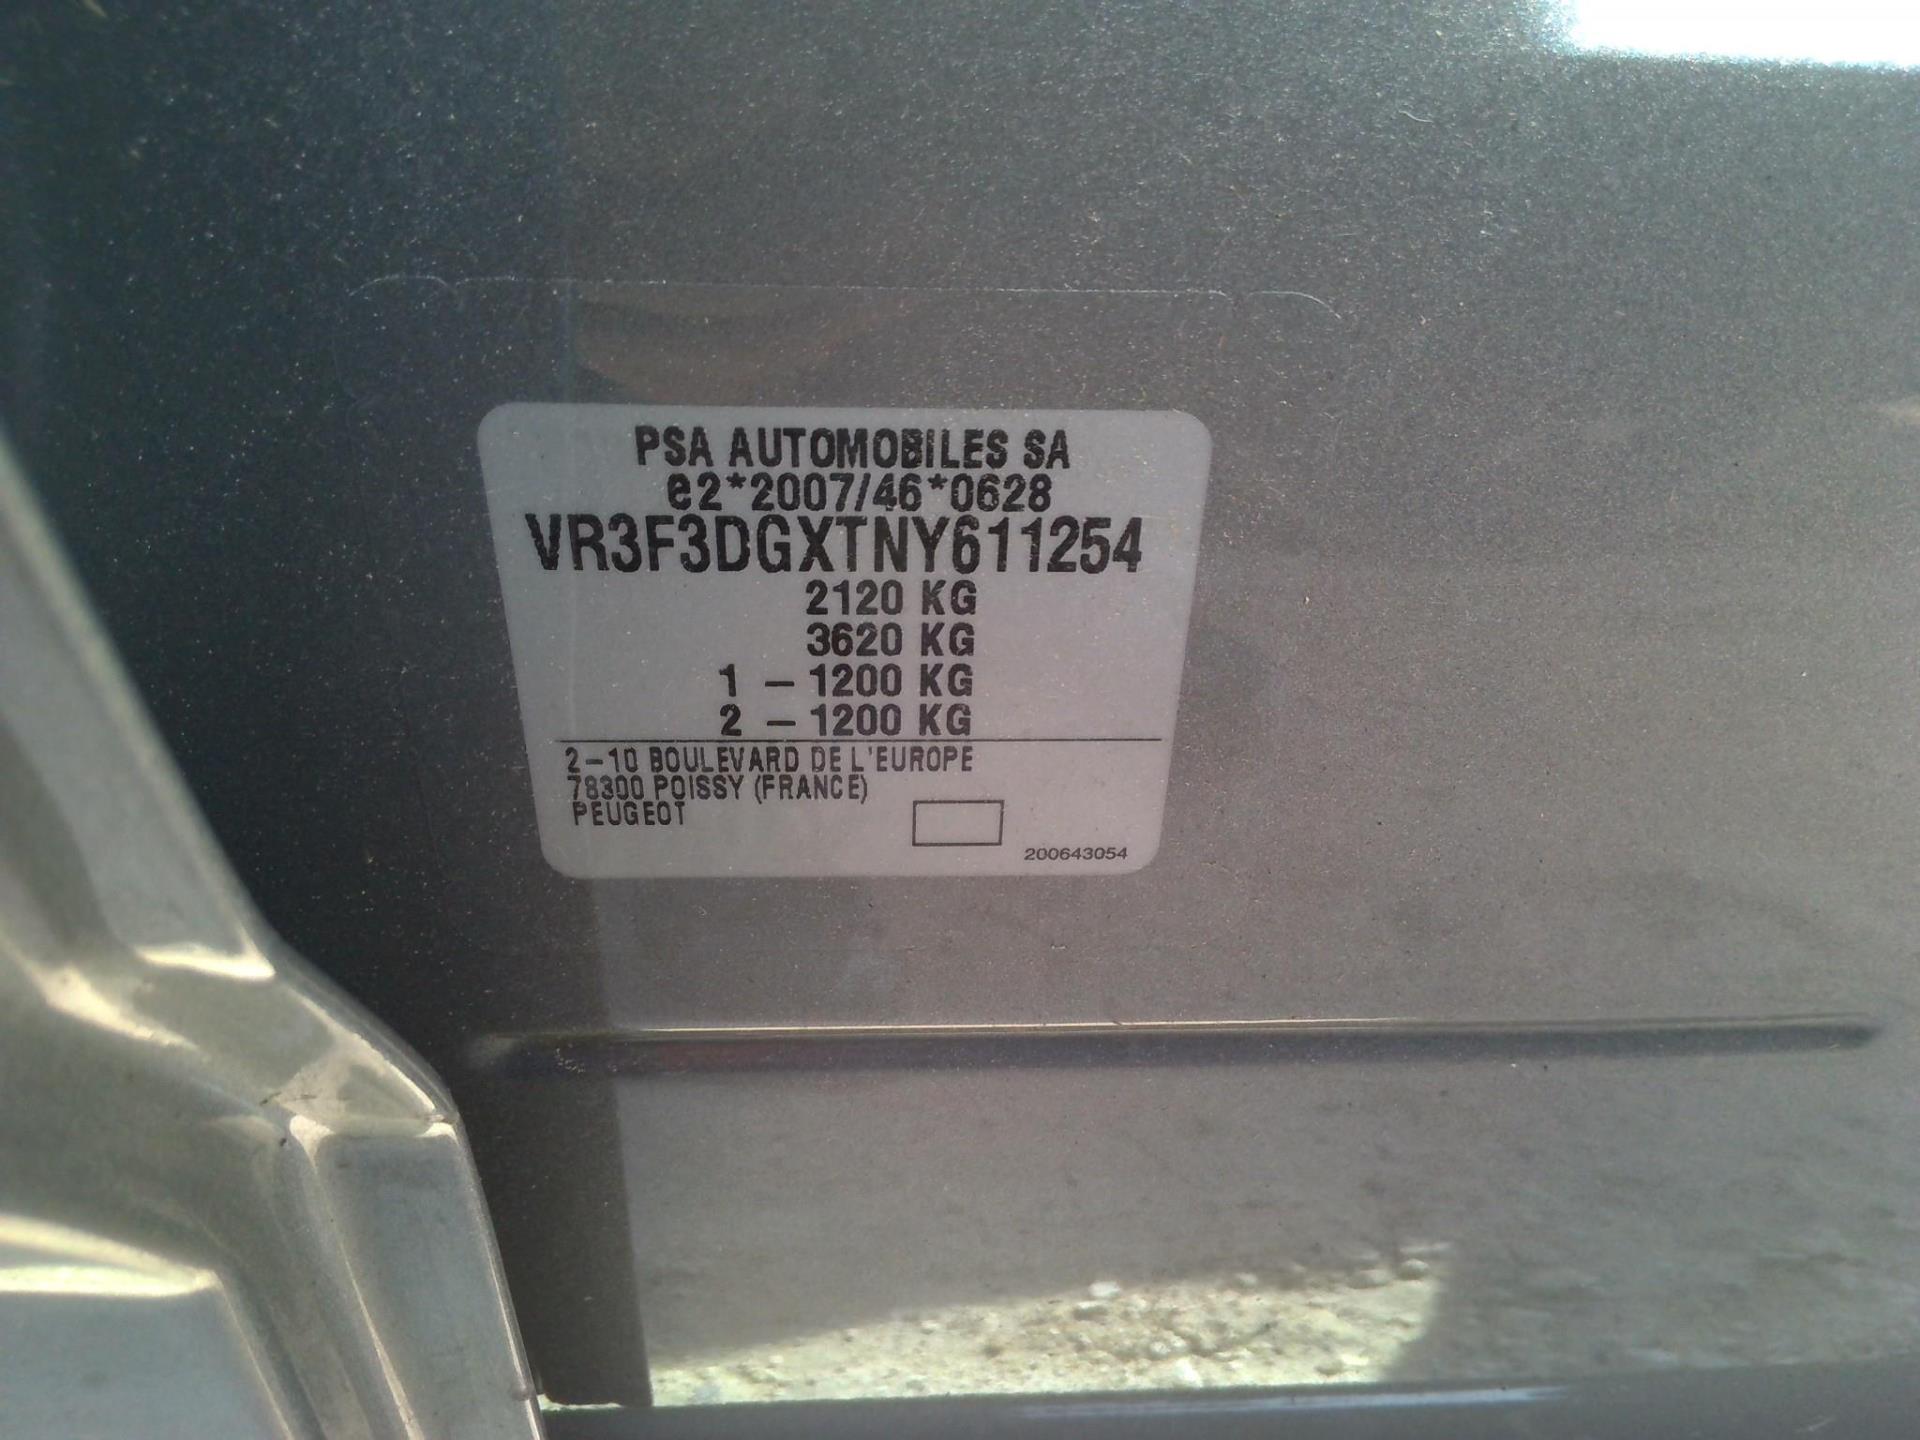 PSA AUTOMOBILES SA
e2*2007/46*0628
VR3F3DGXTNY611254
2120 KG
3620 KG
1 – 1200 KG
2 – 1200 KG
2-10 BOULEVARD DE L'EUROPE
78300 POISSY (FRANCE)
PEUGEOT
200643054